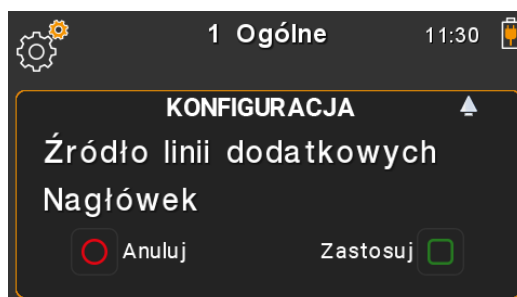 1 Ogólne 11:30
KONFIGURACJA
Źródło linii dodatkowych
Nagłówek
Anuluj Zastosuj